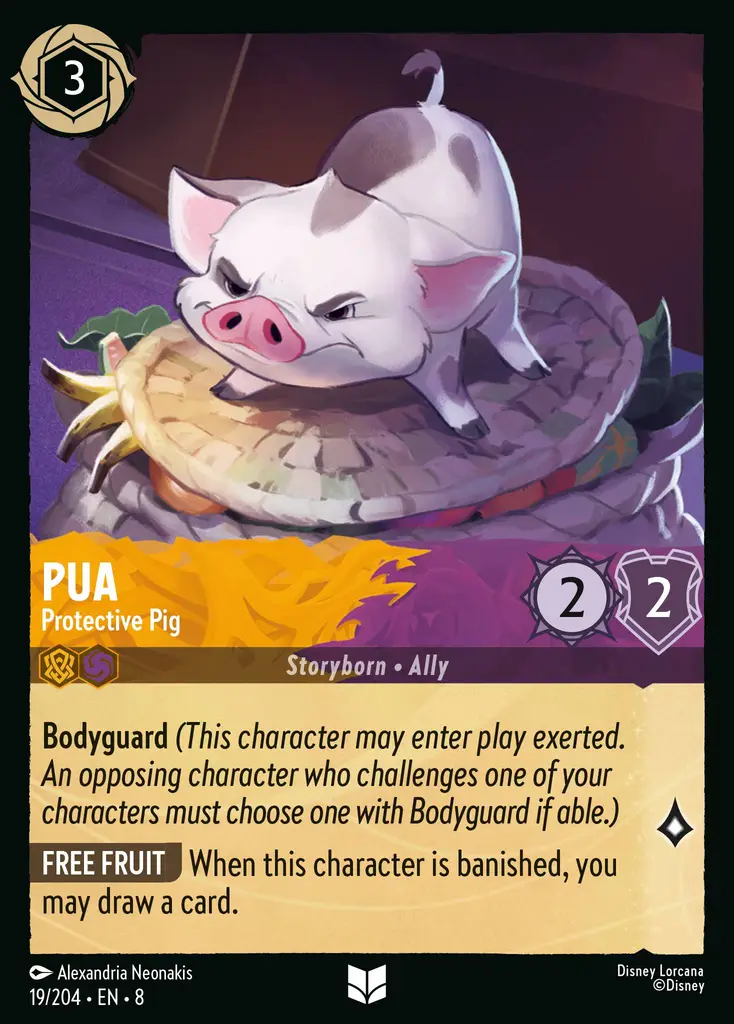 3
PUA
Protective Pig
2
2
Storyborn • Ally
Bodyguard (This character may enter play exerted.
An opposing character who challenges one of your
characters must choose one with Bodyguard if able.)
FREE FRUIT When this character is banished, you
may draw a card.
Alexandria Neonakis
19/204 • EN • 8
Disney Lorcana
©Disney